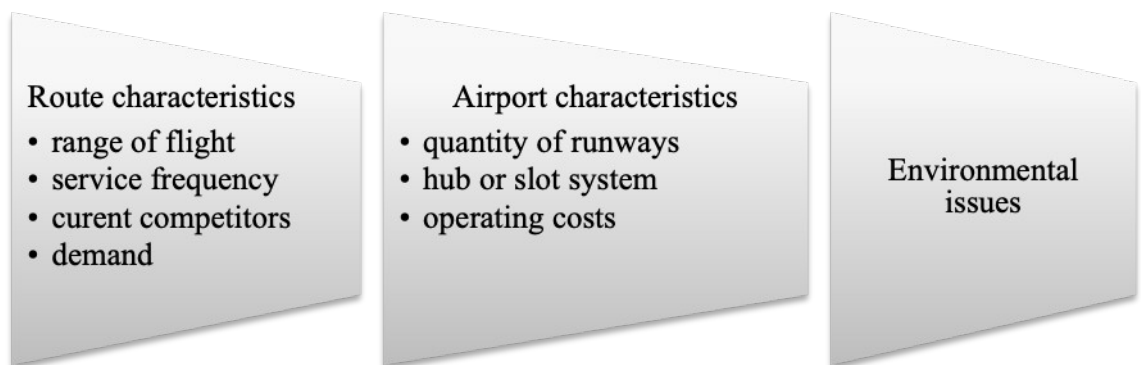 Route characteristics
• range of flight
• service frequency
• curent competitors
• demand
Airport characteristics
• quantity of runways
• hub or slot system
• operating costs
Environmental
issues